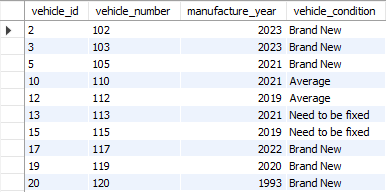 vehicle_id vehicle_number manufacture_year vehicle_condition
2 102 2023 Brand New
3 103 2023 Brand New
5 105 2021 Brand New
10 110 2021 Average
12 112 2019 Average
13 113 2021 Need to be fixed
15 115 2019 Need to be fixed
17 117 2022 Brand New
19 119 2020 Brand New
20 120 1993 Brand New